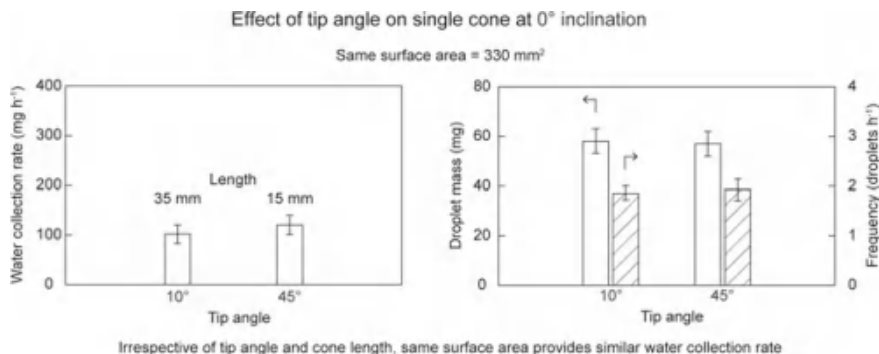 Effect of tip angle on single cone at 0° inclination
Same surface area = 330 mm²
Water collection rate (mg h⁻¹)
400
300
200
100
0
Length
35 mm 15 mm
10° 45°
Tip angle
Droplet mass (mg)
80
60
40
20
0
4
3
2
1
0
Frequency (droplets h⁻¹)
10° 45°
Tip angle
Irrespective of tip angle and cone length, same surface area provides similar water collection rate